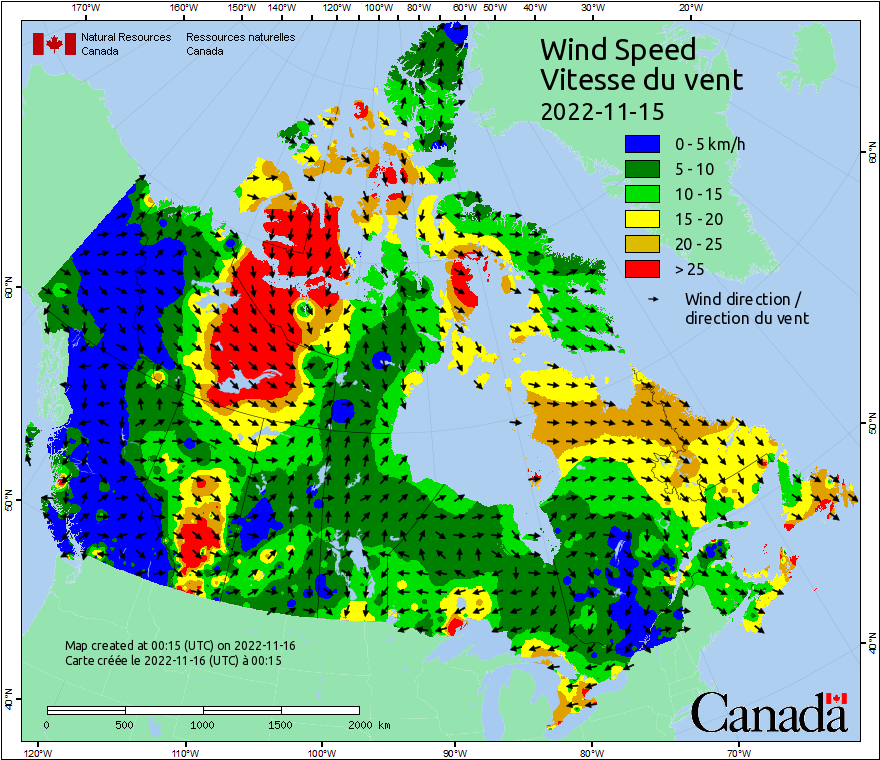 170°W 160°W 150°W 140°W 120°W 100°W 80°W 60°W 50°W 40°W 30°W 20°W
Natural Resources Ressources naturelles
Canada Canada
Wind Speed
Vitesse du vent
2022-11-15
0 - 5 km/h
5 - 10
10 - 15
15 - 20
20 - 25
> 25
Wind direction /
direction du vent
60°N
60°N
50°N
50°N
40°N
40°N
Map created at 00:15 (UTC) on 2022-11-16
Carte créée le 2022-11-16 (UTC) à 00:15
0 500 1000 1500 2000 km
Canada
120°W 110°W 100°W 90°W 80°W 70°W